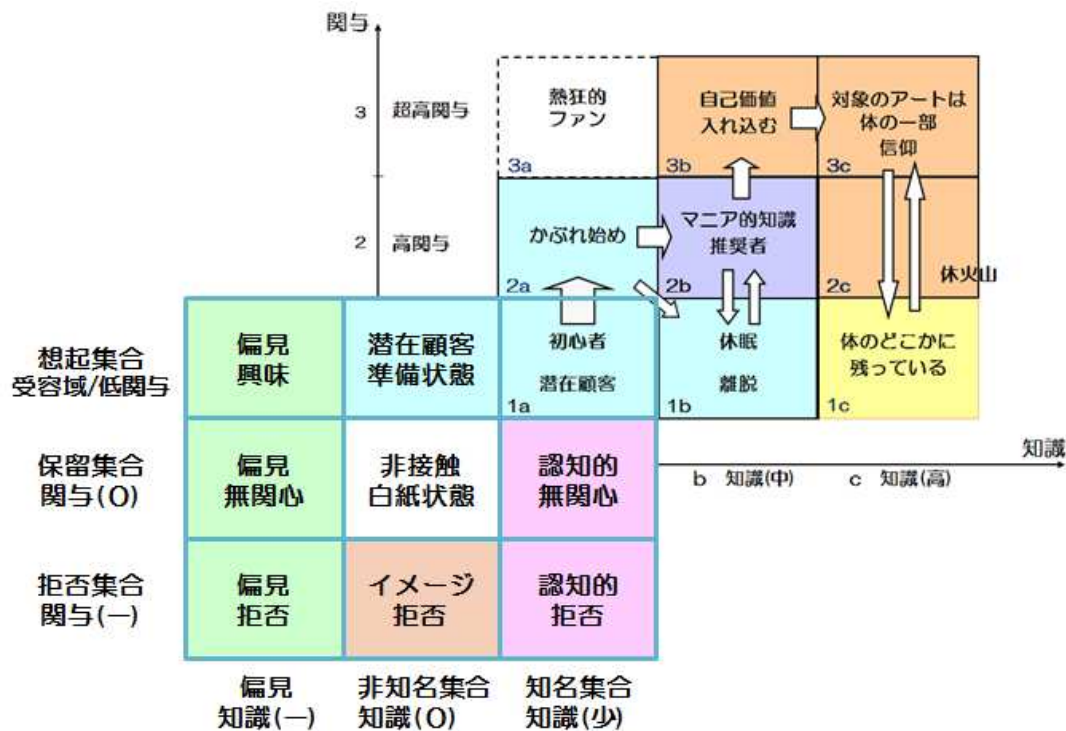 関与
3 超高関与
熱狂的
ファン
3a
自己価値
入れ込む
3b
対象のアートは
体の一部
信仰
3c
2 高関与
かぶれ始め
2a
マニア的知識
推奨者
2b
休火山
2c
想起集合
受容域/低関与
偏見
興味
潜在顧客
準備状態
初心者
潜在顧客
1a
休眠
離脱
1b
体のどこかに
残っている
1c
保留集合
関与(0)
偏見
無関心
非接触
白紙状態
認知的
無関心
知識
b 知識(中)
c 知識(高)
拒否集合
関与(ー)
偏見
拒否
イメージ
拒否
認知的
拒否
偏見
知識(ー)
非知名集合
知識(0)
知名集合
知識(少)